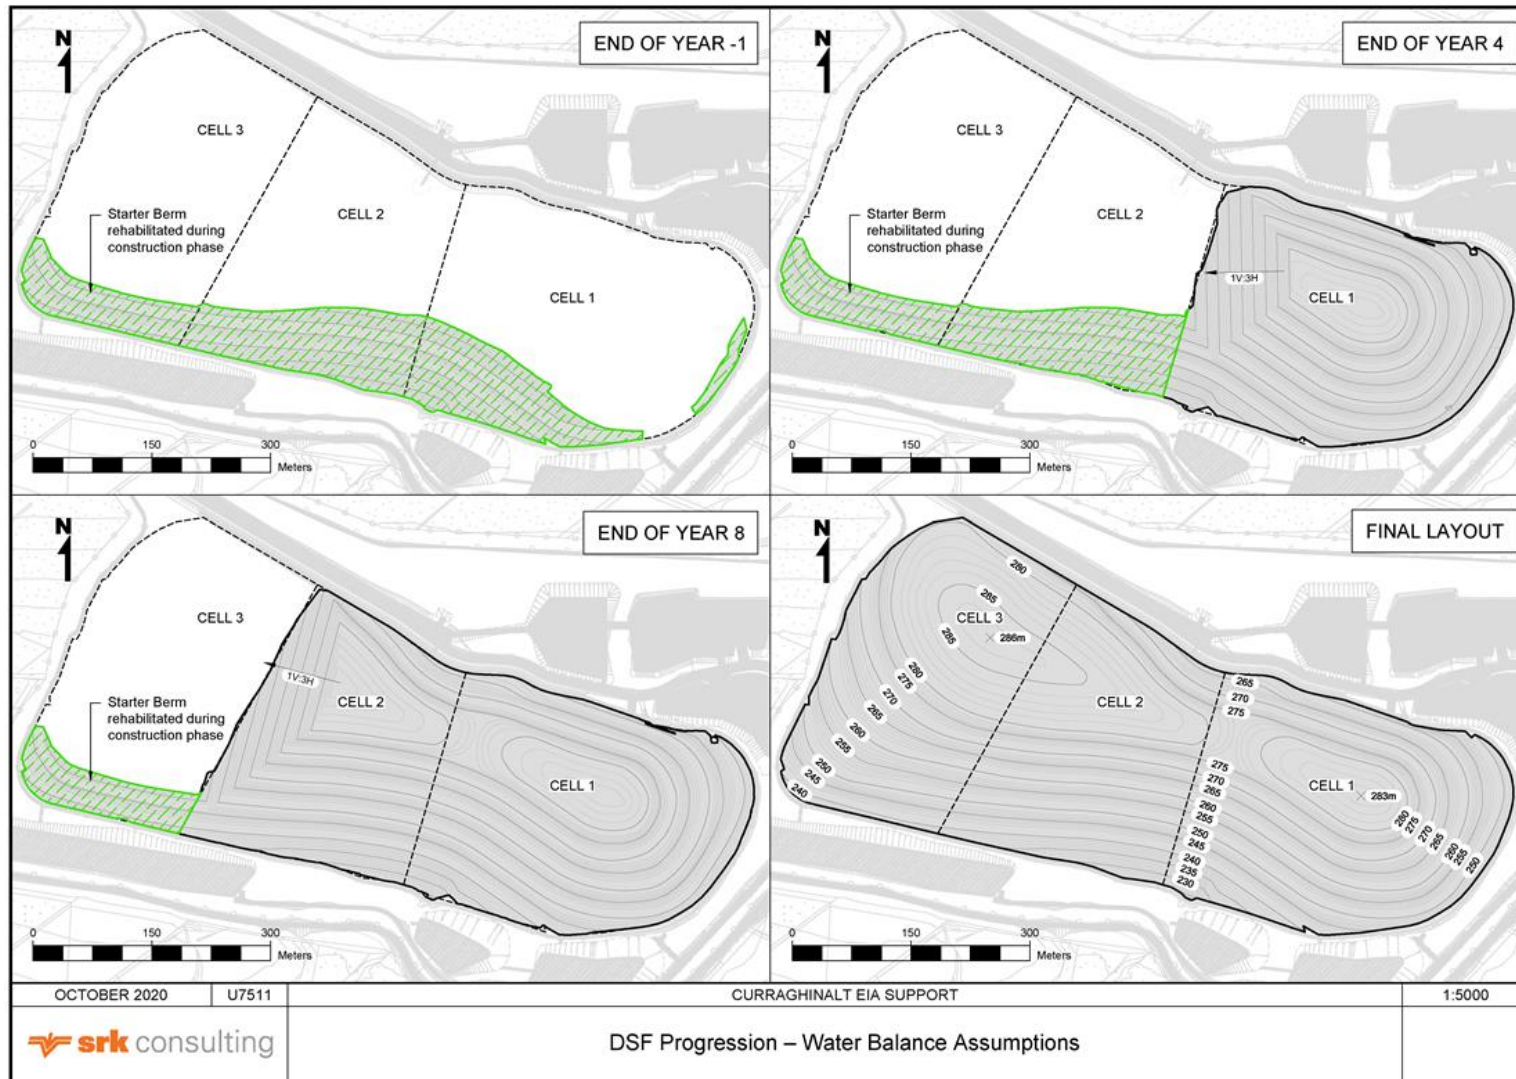 END OF YEAR -1
N
CELL 3
CELL 2
CELL 1
Starter Berm
rehabilitated during
construction phase
0 150 300
Meters
END OF YEAR 4
N
CELL 3
CELL 2
CELL 1
Starter Berm
rehabilitated during
construction phase
1V:3H
0 150 300
Meters
END OF YEAR 8
N
CELL 3
CELL 2
CELL 1
Starter Berm
rehabilitated during
construction phase
1V:3H
0 150 300
Meters
FINAL LAYOUT
N
280
285
CELL 3
285
286m
280
275
270
265
260
255
250
245
240
CELL 2
265
270
275
275
270
265
260
255
250
245
240
235
230
CELL 1
283m
280
275
270
265
260
255
250
0 150 300
Meters
OCTOBER 2020 U7511 CURRAGHINALT EIA SUPPORT 1:5000
srk consulting
DSF Progression – Water Balance Assumptions